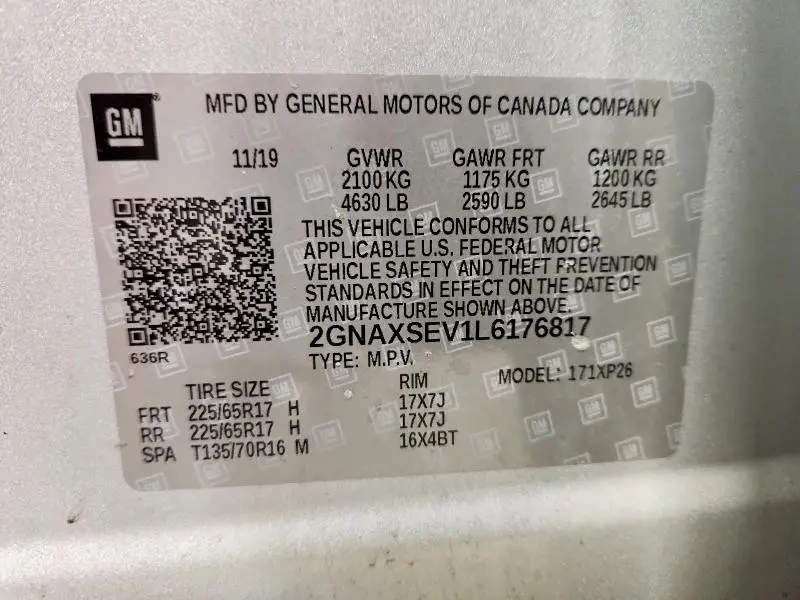 GM
MFD BY GENERAL MOTORS OF CANADA COMPANY
11/19 GVWR GAWR FRT GAWR RR
2100 KG 1175 KG 1200 KG
4630 LB 2590 LB 2645 LB
THIS VEHICLE CONFORMS TO ALL
APPLICABLE U.S. FEDERAL MOTOR
VEHICLE SAFETY AND THEFT PREVENTION
STANDARDS IN EFFECT ON THE DATE OF
MANUFACTURE SHOWN ABOVE.
2GNAXSEV1L6176817
636R
TYPE: M.P.V. MODEL: 171XP26
TIRE SIZE RIM
FRT 225/65R17 H 17X7J
RR 225/65R17 H 17X7J
SPA T135/70R16 M 16X4BT